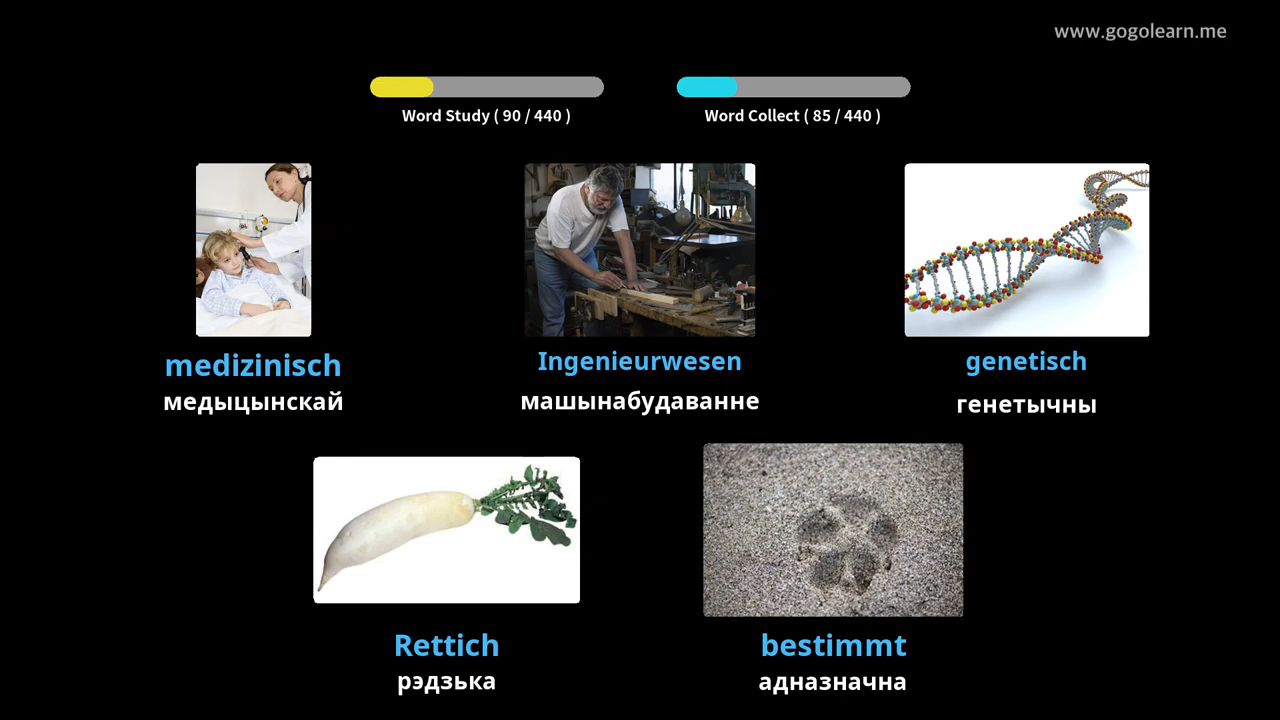 www.gogolearn.me
Word Study ( 90 / 440 )
Word Collect ( 85 / 440 )
medizinisch
медыцынскай
Ingenieurwesen
машынабудаванне
genetisch
генетычны
Rettich
рэдзька
bestimmt
адназначна